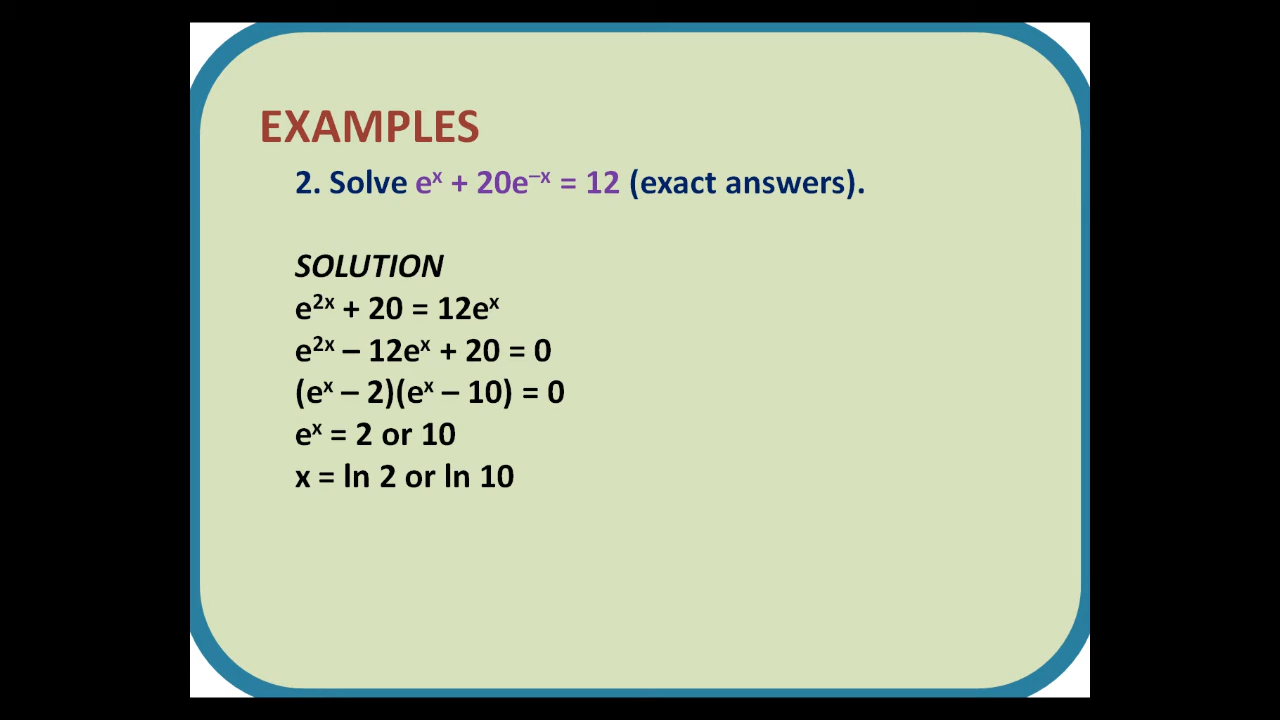 EXAMPLES
2. Solve eˣ + 20e⁻ˣ = 12 (exact answers).
SOLUTION
e²ˣ + 20 = 12eˣ
e²ˣ – 12eˣ + 20 = 0
(eˣ – 2)(eˣ – 10) = 0
eˣ = 2 or 10
x = ln 2 or ln 10